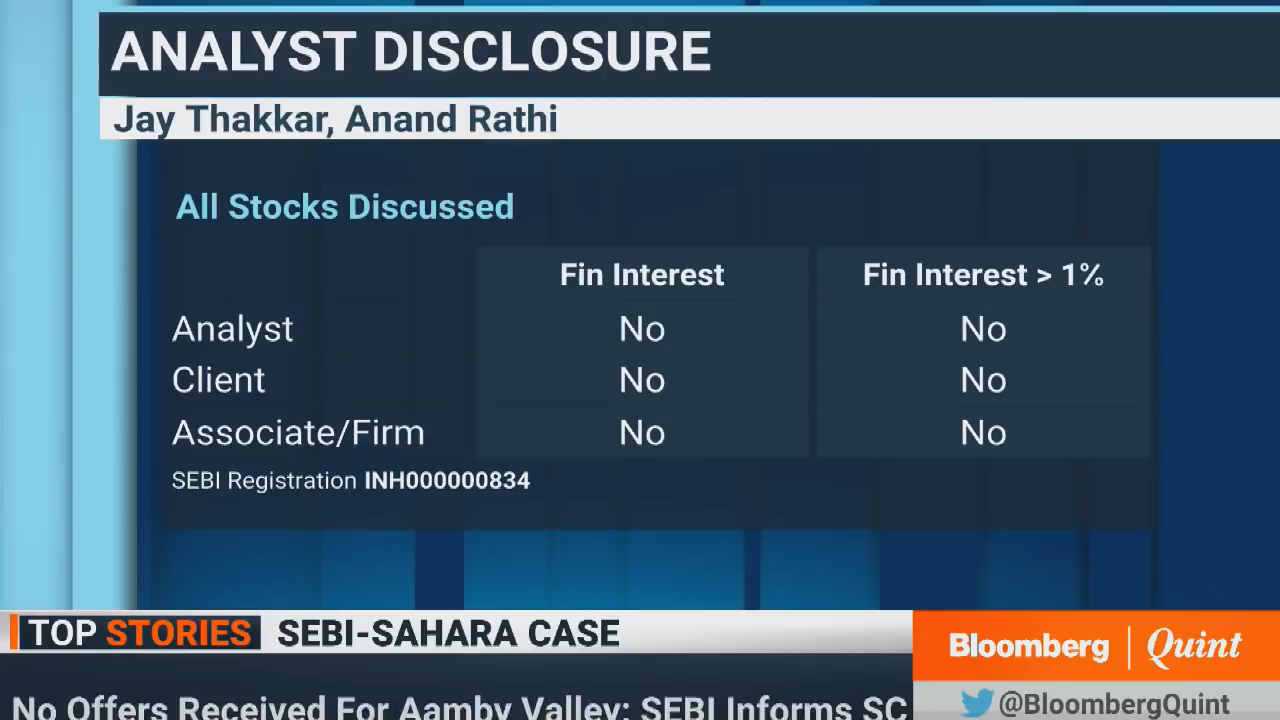 ANALYST DISCLOSURE
Jay Thakkar, Anand Rathi
All Stocks Discussed
Fin Interest Fin Interest > 1%
Analyst No No
Client No No
Associate/Firm No No
SEBI Registration INH000000834
TOP STORIES SEBI-SAHARA CASE
Bloomberg | Quint
No Offers Received For Aamby Valley: SEBI Informs SC
@BloombergQuint